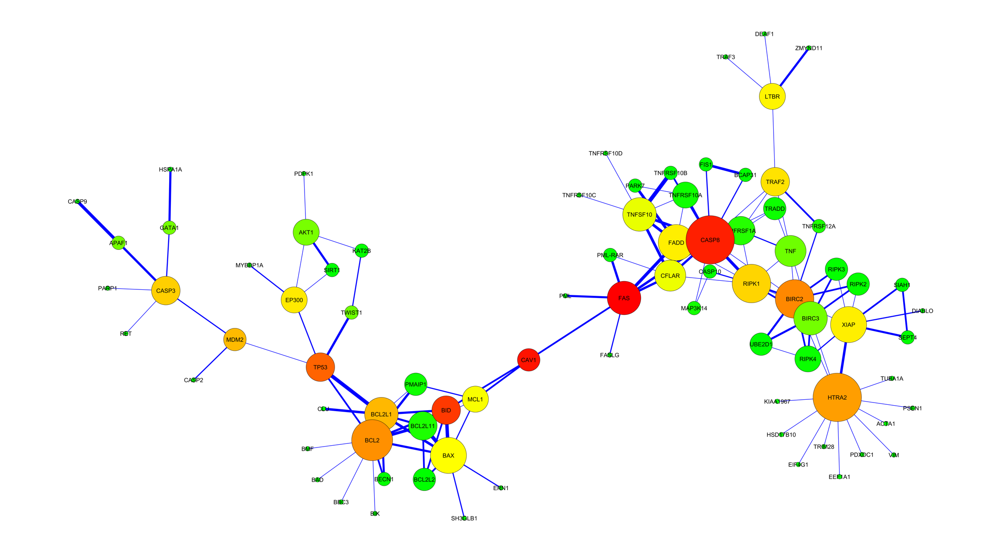 DEAF1
ZMYND11
TRAF3
LTBR
TNFRSF10D
FIS1
HSPA1A
PDPK1
TNFRSF10B
BCAP31
TRAF2
PARK7
TNFRSF10C
TNFRSF10A
CASP9
TRADD
TNFSF10
TNFRSF12A
GATA1
NFRSF1A
AKT1
CASP8
APAF1
FADD
KAT2B
TNF
PML-RAR
MYBBP1A
RIPK3
SIRT1
CASP10
CFLAR
RIPK1
RIPK2
SIAH1
PARP1
CASP3
PML
FAS
BIRC2
EP300
MAP3K14
DIABLO
TWIST1
BIRC3
XIAP
RET
SEPT4
MDM2
UBE2D1
FASLG
RIPK4
CAV1
TP53
TUBA1A
CASP2
PMAIP1
HTRA2
MCL1
KIAA1967
PSEN1
CLU
BID
BCL2L1
ACTA1
BCL2L11
HSD17B10
BCL2
TRIM28
BMF
PDXDC1
VIM
BAX
EIF4G1
EEF1A1
BAD
BECN1
BCL2L2
ERN1
BBC3
BIK
SH3GLB1